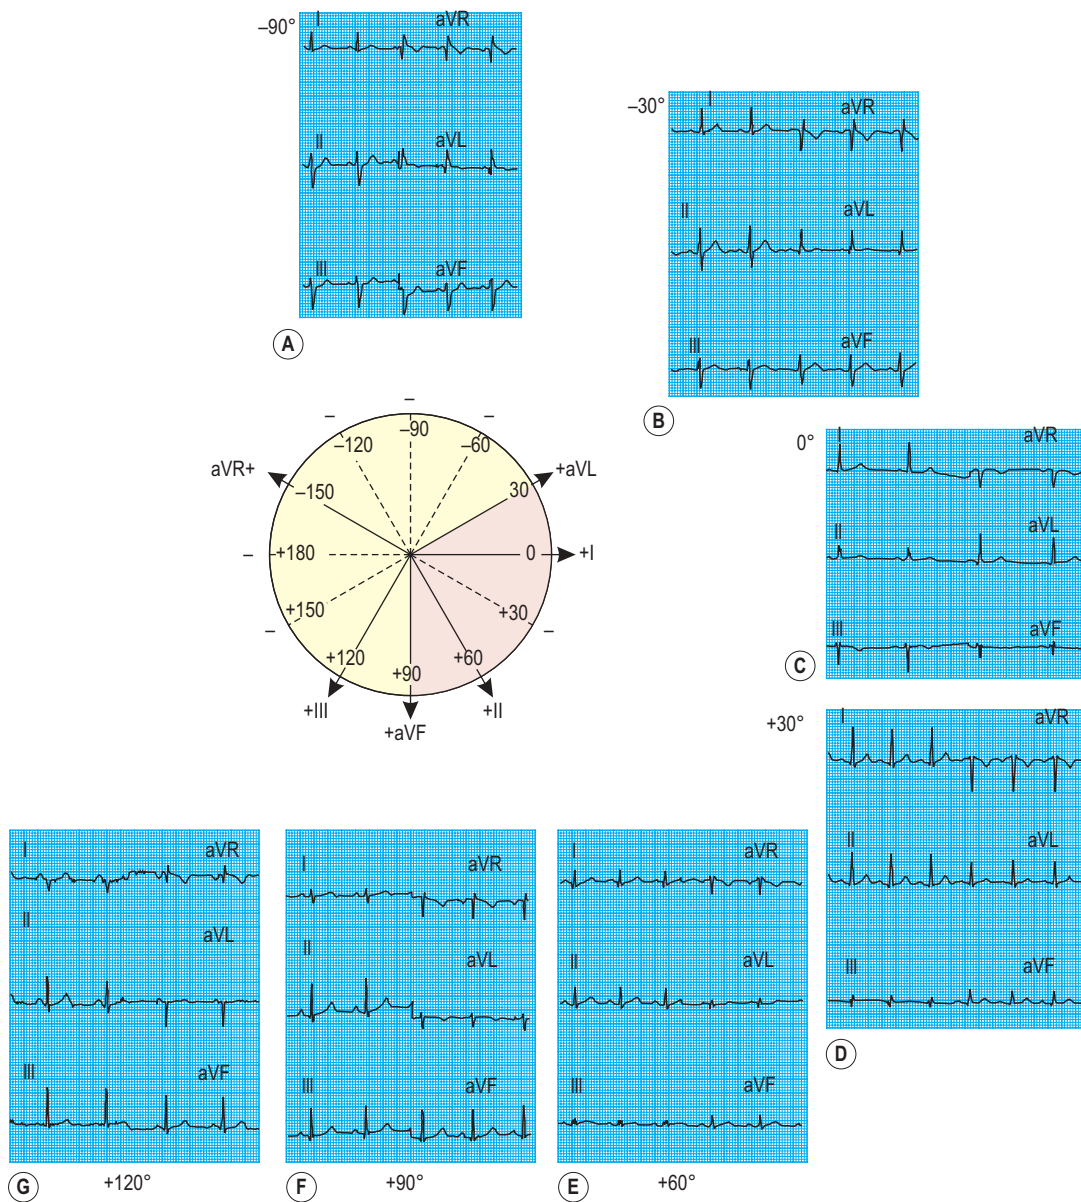 –90°
I aVR
II aVL
III aVF
A
–30°
I aVR
II aVL
III aVF
B
– – –
–120 –90 –60
aVR+ +aVL
–150 30
– +180 0 +I
+150 +30
– –
+120 +90 +60
+III +aVF +II
0°
I aVR
II aVL
III aVF
C
+30°
I aVR
II aVL
III aVF
D
I aVR
II
aVL
III aVF
G +120°
I aVR
II
aVL
III aVF
F +90°
I aVR
II aVL
III aVF
E +60°